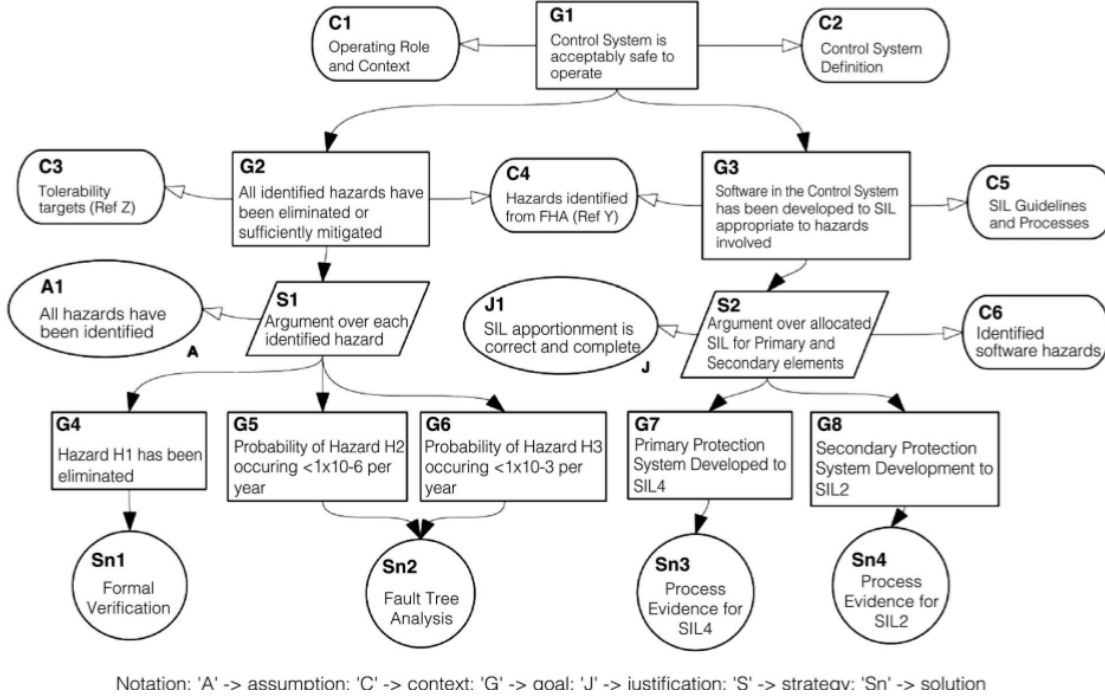 C1
Operating Role
and Context
G1
Control System is
acceptably safe to
operate
C2
Control System
Definition
C3
Tolerability
targets (Ref Z)
G2
All identified hazards have
been eliminated or
sufficiently mitigated
C4
Hazards identified
from FHA (Ref Y)
G3
Software in the Control System
has been developed to SIL
appropriate to hazards
involved
C5
SIL Guidelines
and Processes
A1
All hazards have
been identified
A
S1
Argument over each
identified hazard
J1
SIL apportionment is
correct and complete
J
S2
Argument over allocated
SIL for Primary and
Secondary elements
C6
Identified
software hazards
G4
Hazard H1 has been
eliminated
G5
Probability of Hazard H2
occuring <1x10-6 per
year
G6
Probability of Hazard H3
occuring <1x10-3 per
year
G7
Primary Protection
System Developed to
SIL4
G8
Secondary Protection
System Development to
SIL2
Sn1
Formal
Verification
Sn2
Fault Tree
Analysis
Sn3
Process
Evidence for
SIL4
Sn4
Process
Evidence for
SIL2
Notation: 'A' -> assumption; 'C' -> context; 'G' -> goal; 'J' -> justification; 'S' -> strategy; 'Sn' -> solution